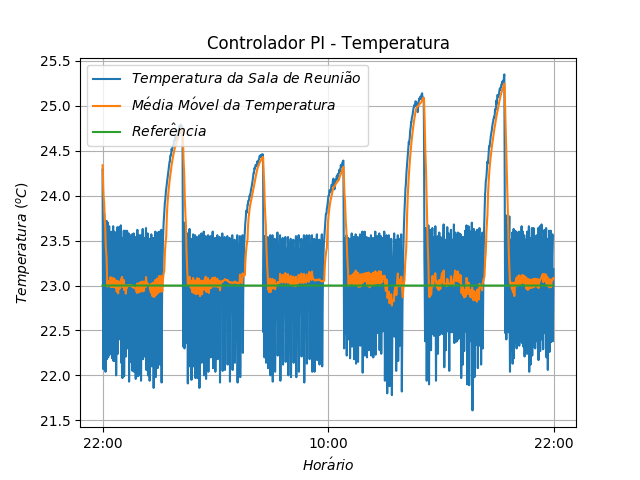 Controlador PI - Temperatura
Temperatura da Sala de Reunião
Média Móvel da Temperatura
Referência
Temperatura (ºC)
25.5
25.0
24.5
24.0
23.5
23.0
22.5
22.0
21.5
22:00 10:00 22:00
Horário